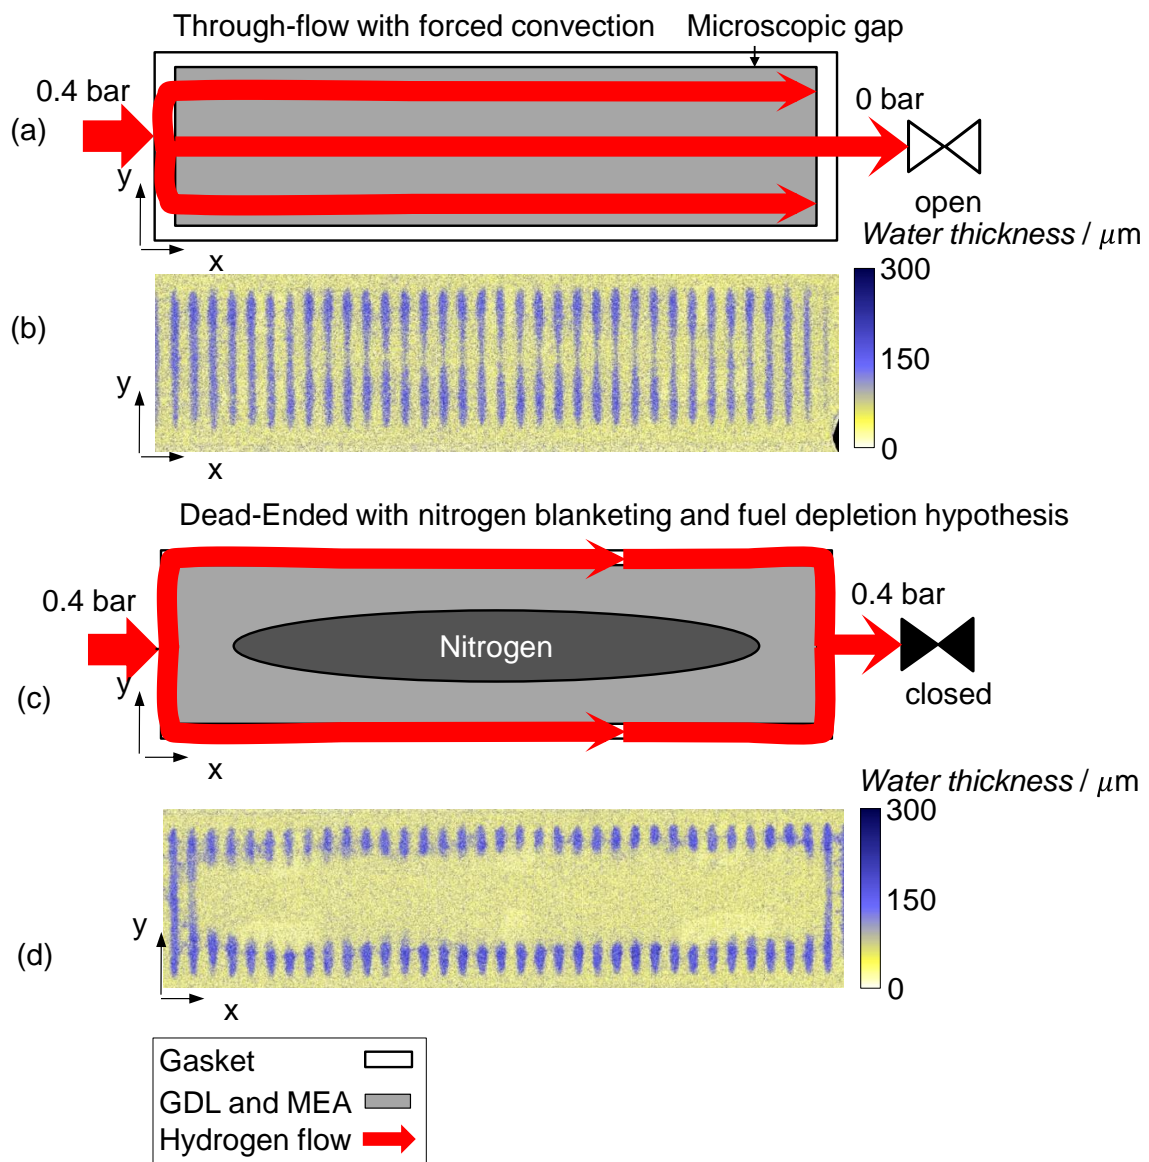 Through-flow with forced convection
Microscopic gap
0.4 bar
0 bar
(a)
y
open
x
Water thickness / μm
300
(b)
150
y
0
x
Dead-Ended with nitrogen blanketing and fuel depletion hypothesis
0.4 bar
0.4 bar
Nitrogen
y
(c)
closed
x
Water thickness / μm
300
150
y
(d)
0
x
Gasket
GDL and MEA
Hydrogen flow